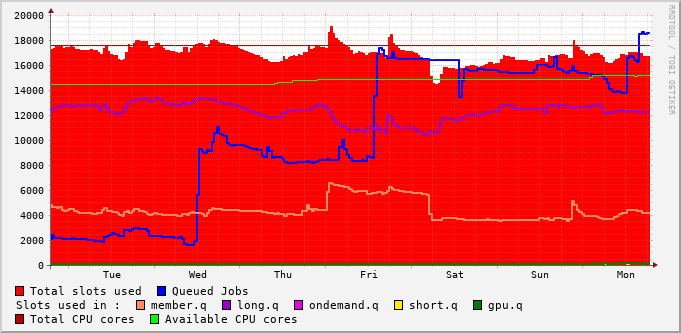 20000
18000
16000
14000
12000
10000
8000
6000
4000
2000
0
Tue Wed Thu Fri Sat Sun Mon
RRDTOOL / TOBI OETIKER
Total slots used Queued Jobs
Slots used in : member.q long.q ondemand.q short.q gpu.q
Total CPU cores Available CPU cores